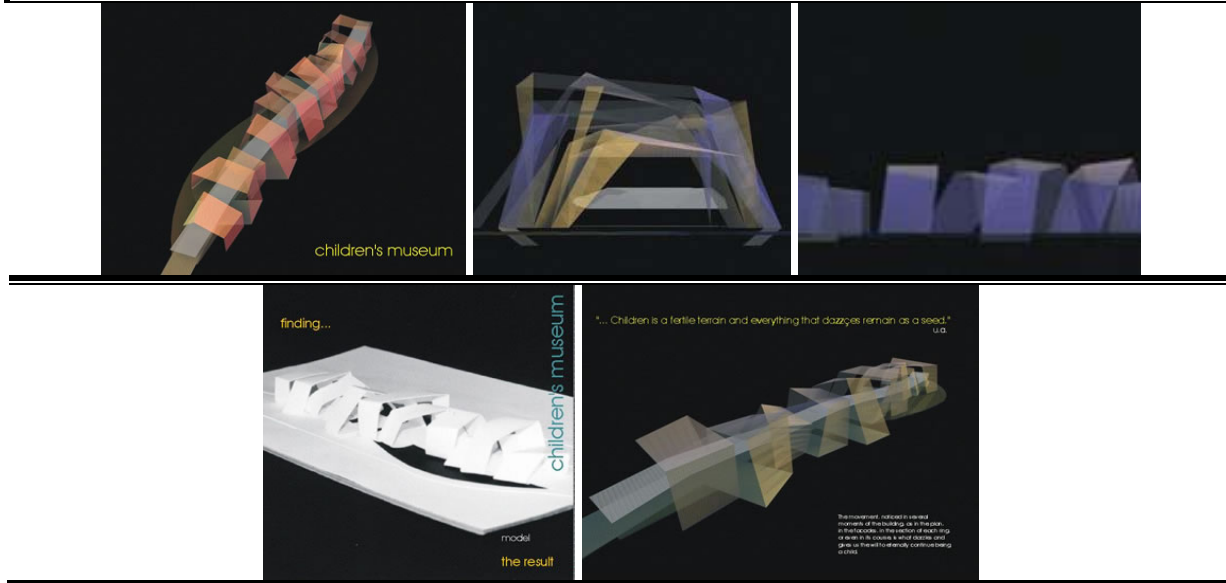 children's museum
finding...
children's museum
model
the result
"... Children is a fertile terrain and everything that dazzçes remain as a seed."
u.a.
The movement, noticed in several
moments of the building, as in the plan,
in the facades, in the section of each ring,
or even in its course, is what dazzles and
gives us the will to eternally continue being
a child.